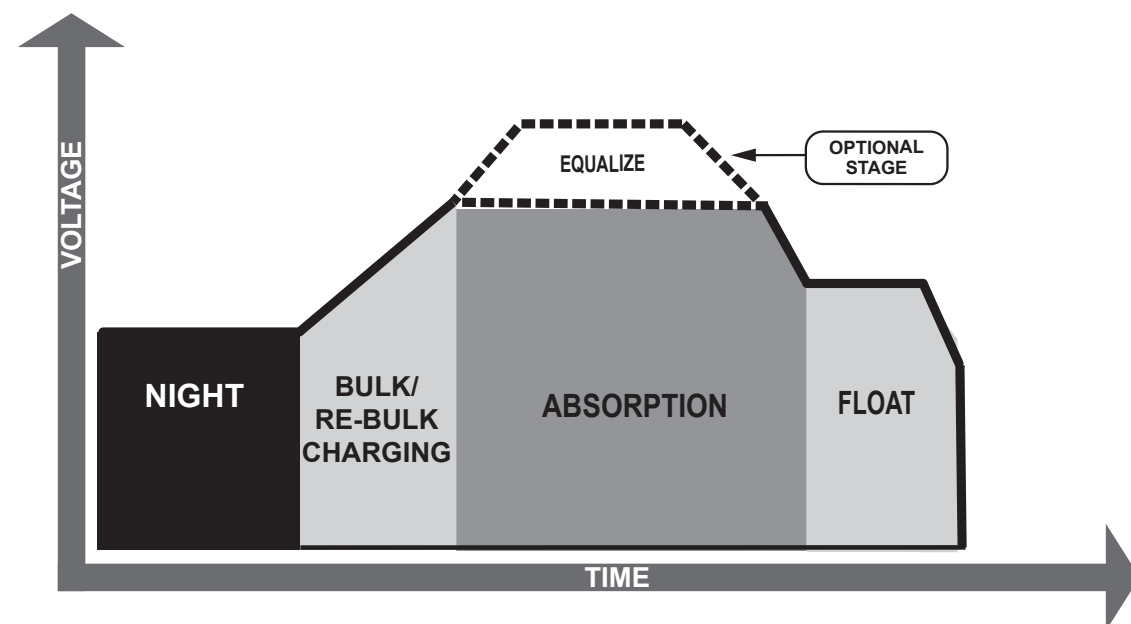 VOLTAGE
EQUALIZE
OPTIONAL
STAGE
NIGHT
BULK/
RE-BULK
CHARGING
ABSORPTION
FLOAT
TIME